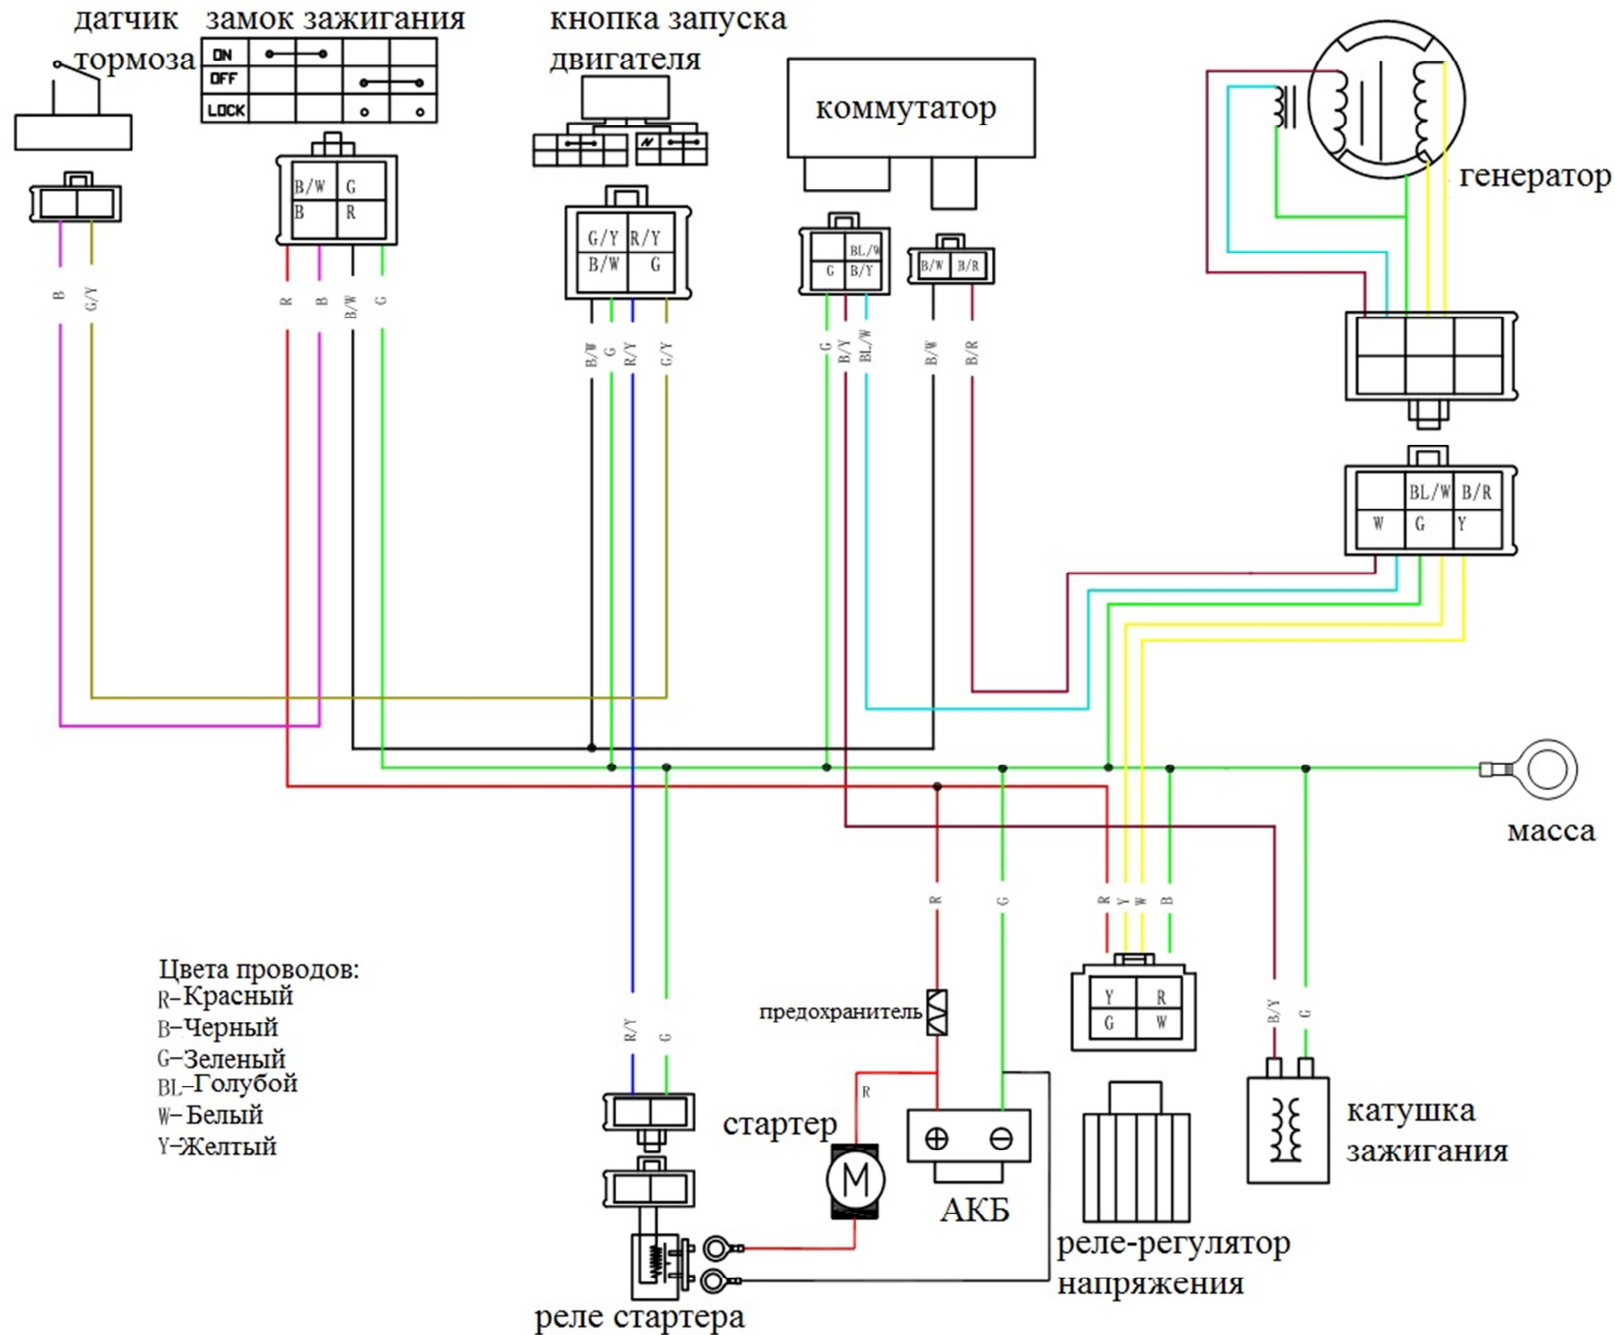 датчик
тормоза
замок зажигания
ON
OFF
LOCK
кнопка запуска
двигателя
коммутатор
генератор
B/W G
B R
G/Y R/Y
B/W G
BL/W
G B/Y
B/W B/R
B
G/Y
R
B
B/W
G
B/W
G
R/Y
G/Y
G
B/Y
BL/W
B/W
B/R
BL/W B/R
W G Y
масса
R
G
R
Y
W
B
Цвета проводов:
R-Красный
B-Черный
G-Зеленый
BL-Голубой
W-Белый
Y-Желтый
предохранитель
R/Y
G
Y R
G W
B/Y
G
R
стартер
M
АКБ
катушка
зажигания
реле-регулятор
напряжения
реле стартера